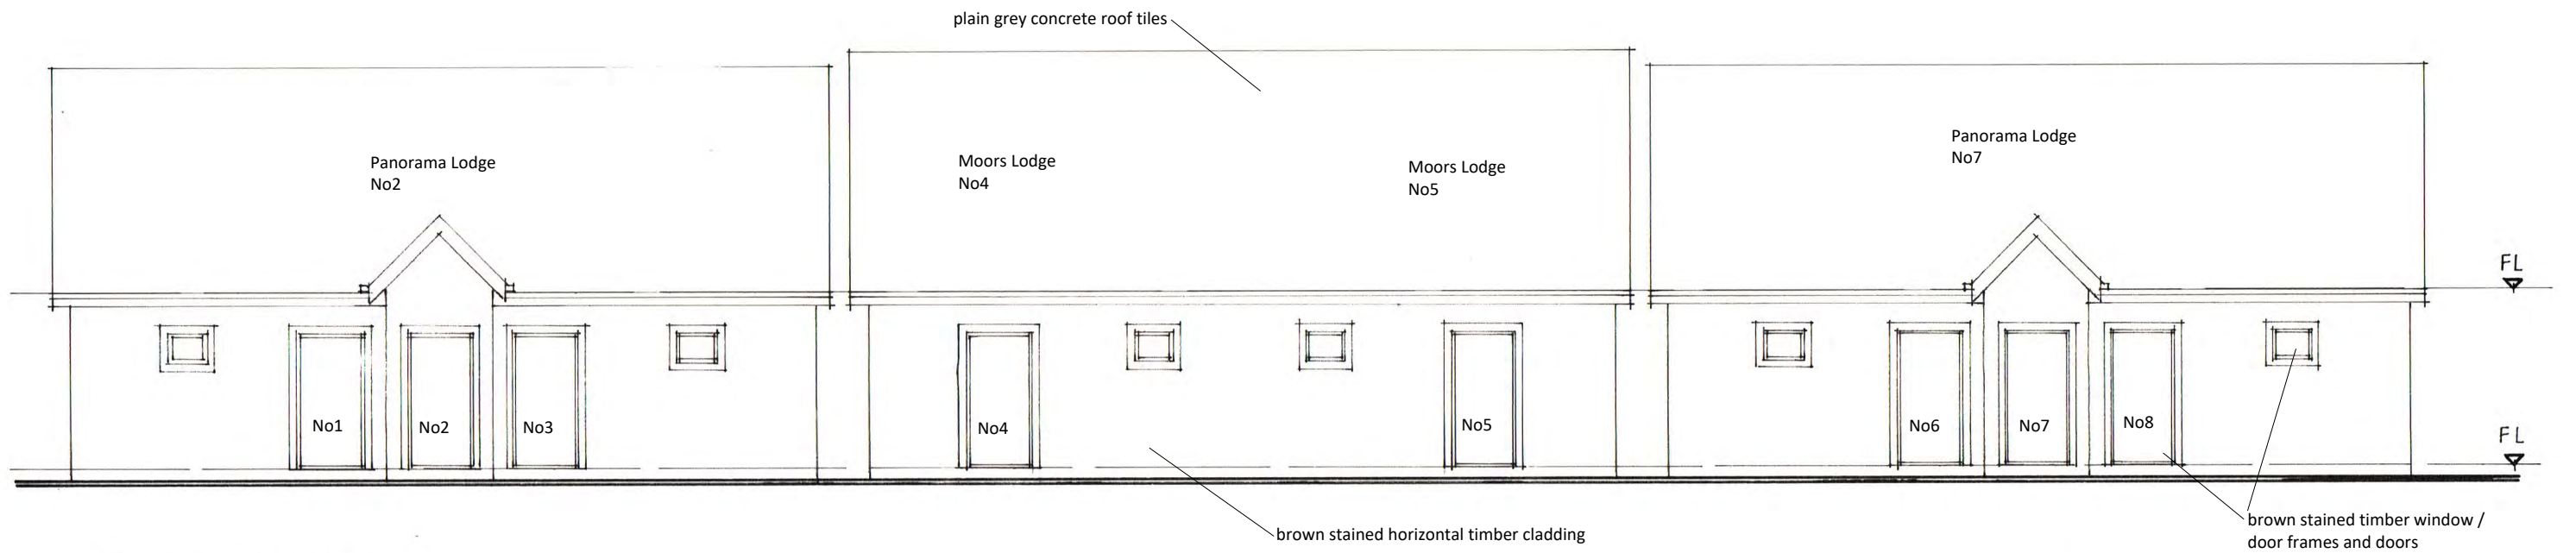 plain grey concrete roof tiles
Panorama Lodge
No2
Moors Lodge
No4
Moors Lodge
No5
Panorama Lodge
No7
FL
No1
No2
No3
No4
No5
No6
No7
No8
FL
brown stained horizontal timber cladding
brown stained timber window /
door frames and doors